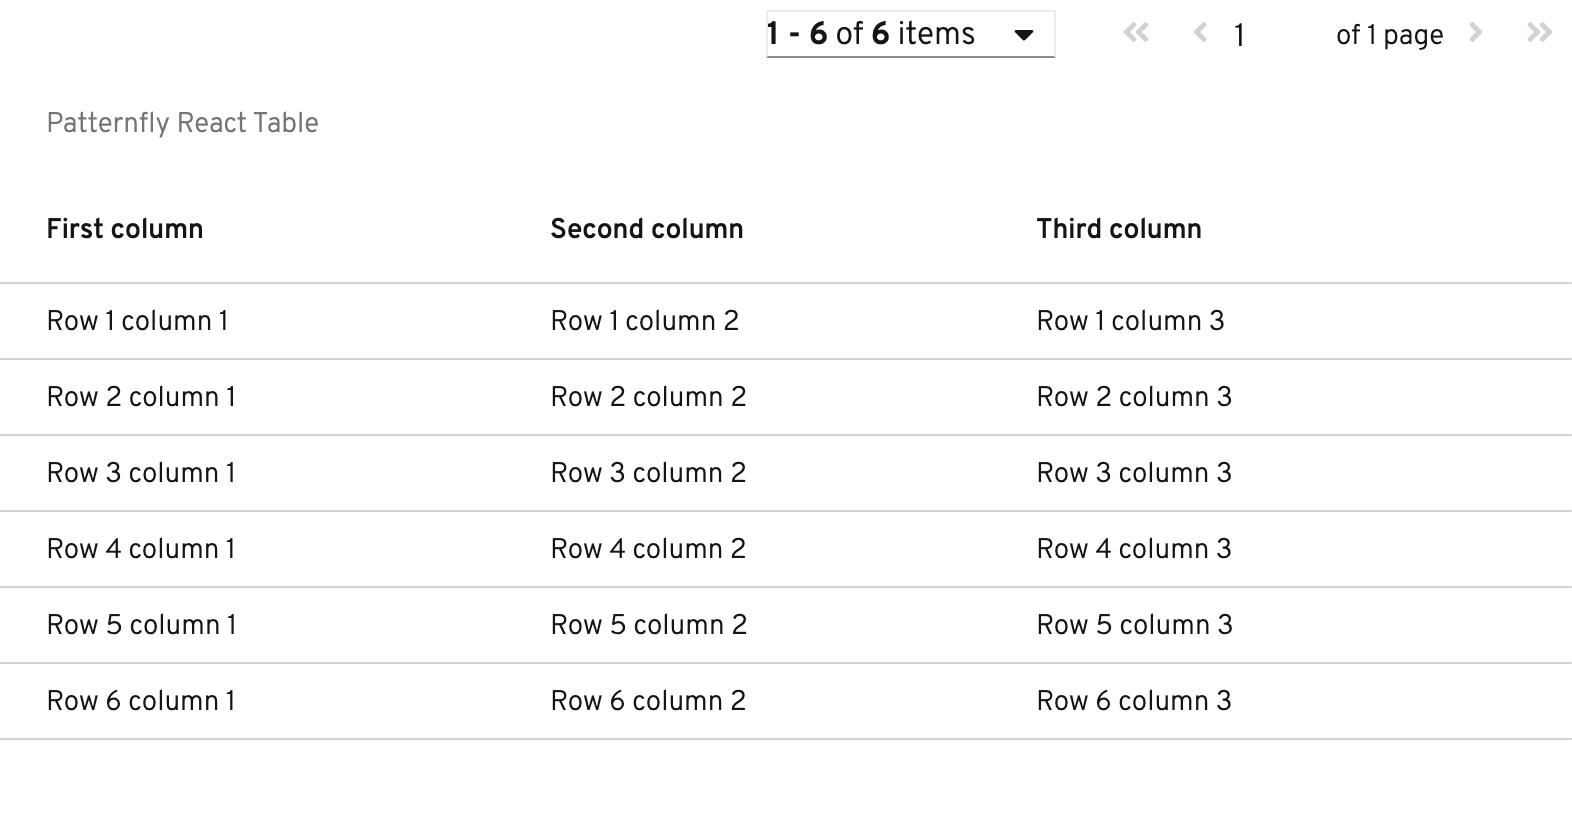 1 - 6 of 6 items 1 of 1 page
Patternfly React Table
First column Second column Third column
Row 1 column 1 Row 1 column 2 Row 1 column 3
Row 2 column 1 Row 2 column 2 Row 2 column 3
Row 3 column 1 Row 3 column 2 Row 3 column 3
Row 4 column 1 Row 4 column 2 Row 4 column 3
Row 5 column 1 Row 5 column 2 Row 5 column 3
Row 6 column 1 Row 6 column 2 Row 6 column 3